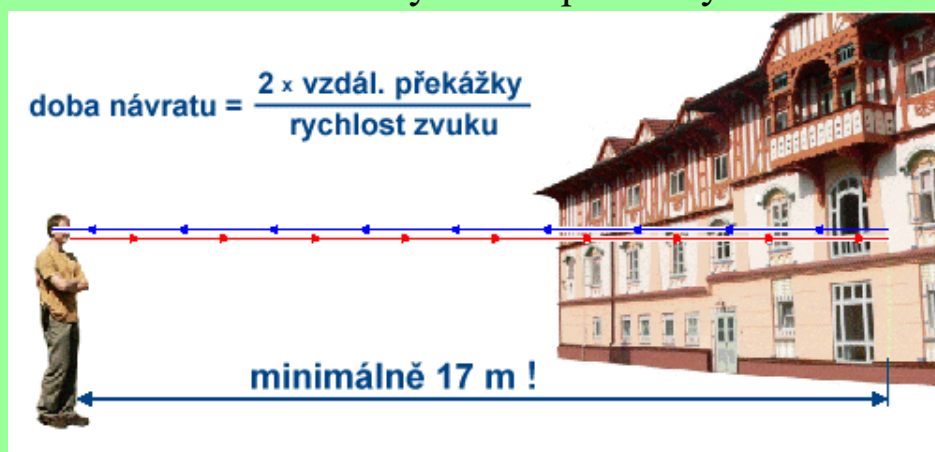 doba návratu = 2 x vzdál. překážky
rychlost zvuku
minimálně 17 m !